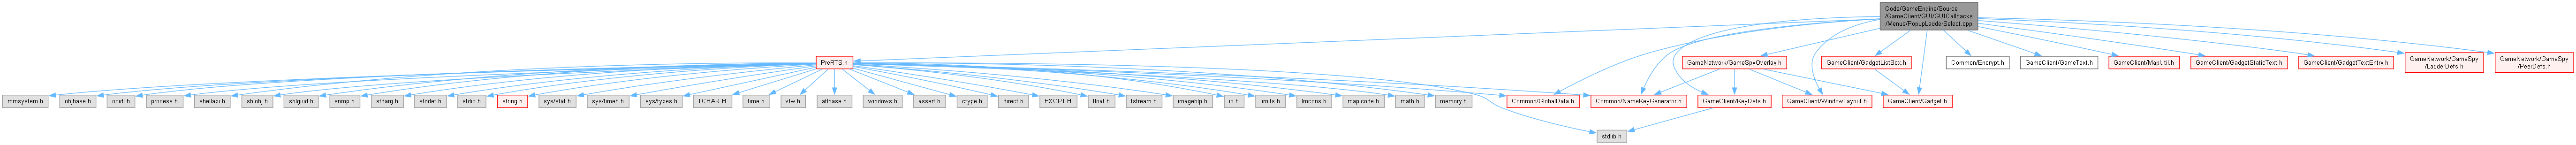 Code/GameEngine/Source
/GameClient/GUI/GUICallbacks
/Menus/PopupLadderSelect.cpp
PreRTS.h
GameNetwork/GameSpyOverlay.h
GameClient/GadgetListBox.h
Common/Encrypt.h
GameClient/GameText.h
GameClient/MapUtil.h
GameClient/GadgetStaticText.h
GameClient/GadgetTextEntry.h
GameNetwork/GameSpy
/LadderDefs.h
GameNetwork/GameSpy
/PeerDefs.h
mmsystem.h
objbase.h
ocidl.h
process.h
shellapi.h
shlobj.h
shlguid.h
snmp.h
stdarg.h
stddef.h
stdio.h
string.h
sys/stat.h
sys/timeb.h
sys/types.h
TCHAR.H
time.h
vfw.h
atlbase.h
windows.h
assert.h
ctype.h
direct.h
EXCPT.H
float.h
fstream.h
imagehlp.h
io.h
limits.h
lmcons.h
mapicode.h
math.h
memory.h
Common/GlobalData.h
Common/NameKeyGenerator.h
GameClient/KeyDefs.h
GameClient/WindowLayout.h
GameClient/Gadget.h
stdlib.h